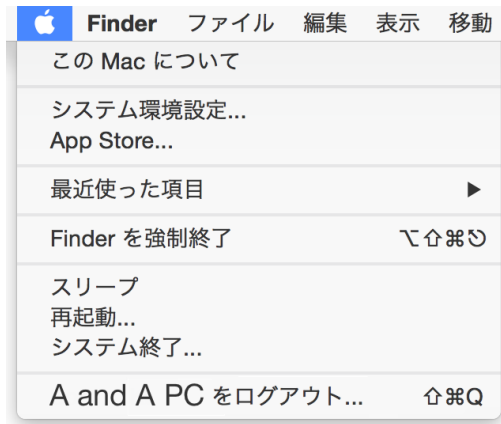 Finder ファイル 編集 表示 移動
この Mac について
システム環境設定...
App Store...
最近使った項目 ▶
Finder を強制終了 ⌥⇧⌘⎋
スリープ
再起動...
システム終了...
A and A PC をログアウト... ⇧⌘Q